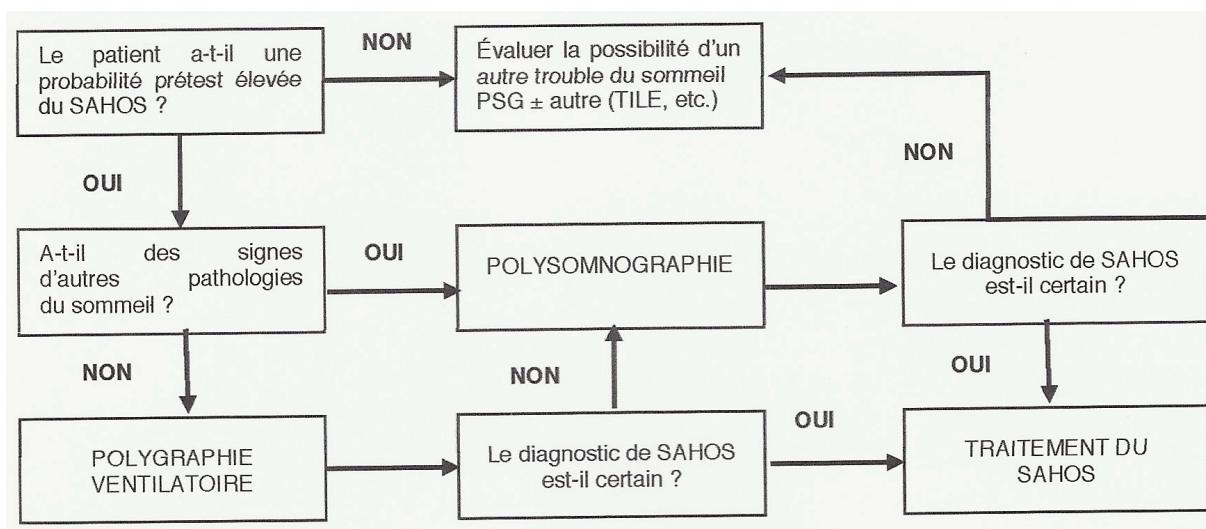 Le patient a-t-il une
probabilité prétest élevée
du SAHOS ?
NON
Évaluer la possibilité d'un
autre trouble du sommeil
PSG ± autre (TILE, etc.)
OUI
NON
A-t-il des signes
d'autres pathologies
du sommeil ?
OUI
POLYSOMNOGRAPHIE
Le diagnostic de SAHOS
est-il certain ?
NON
NON
OUI
OUI
POLYGRAPHIE
VENTILATOIRE
Le diagnostic de SAHOS
est-il certain ?
TRAITEMENT DU
SAHOS